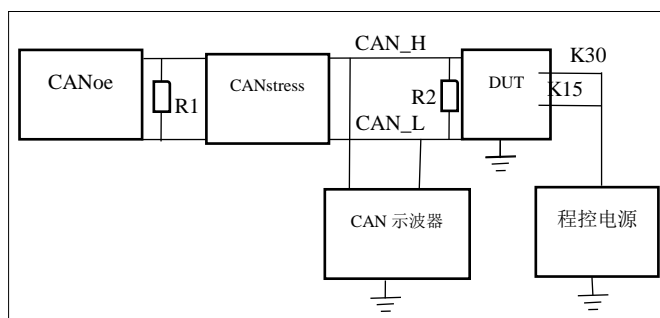 CAN_H
K30
CANoe
CANstress
DUT
R1
R2
K15
CAN_L
CAN 示波器
程控电源